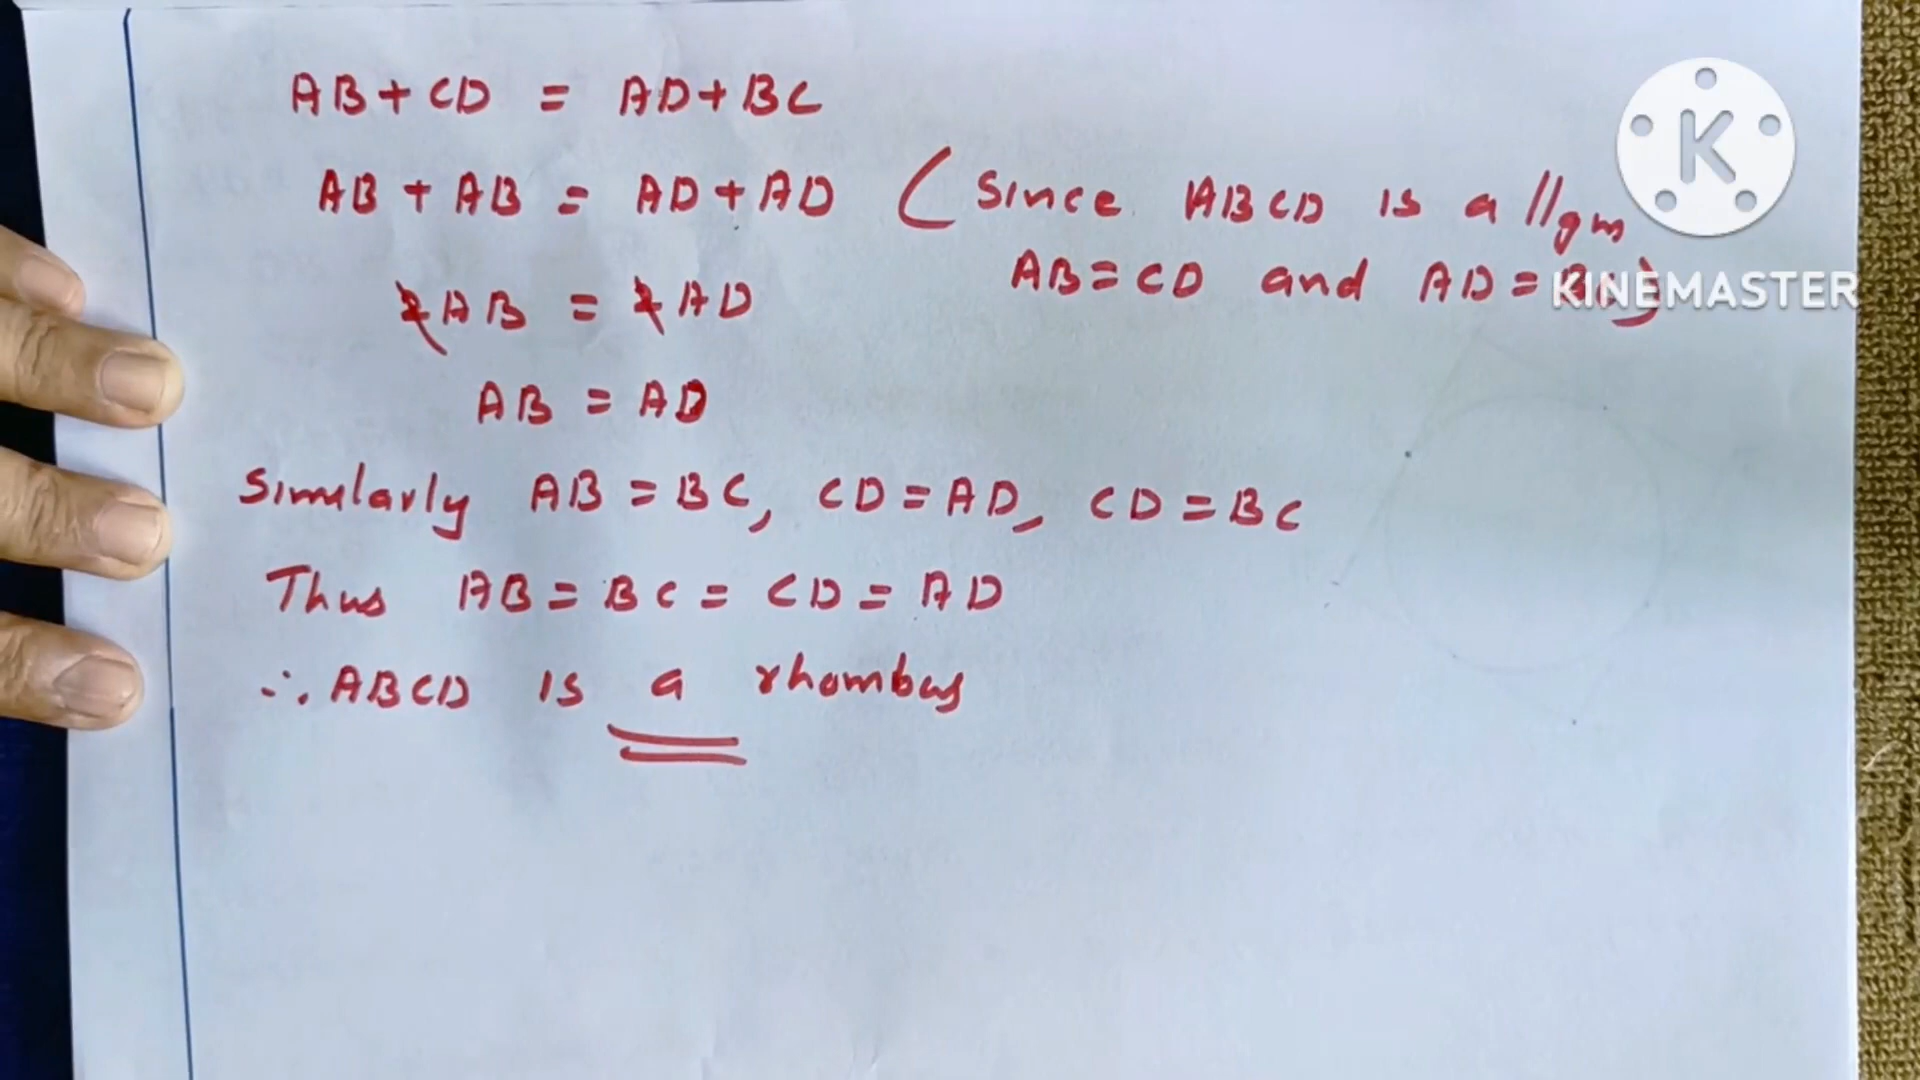 AB + CD = AD + BC
AB + AB = AD + AD ( Since ABCD is a //gm
AB = CD and AD =
2AB = 2AD
AB = AD
Similarly AB = BC, CD = AD, CD = BC
Thus AB = BC = CD = AD
∴ ABCD is a rhombus
K
KINEMASTER